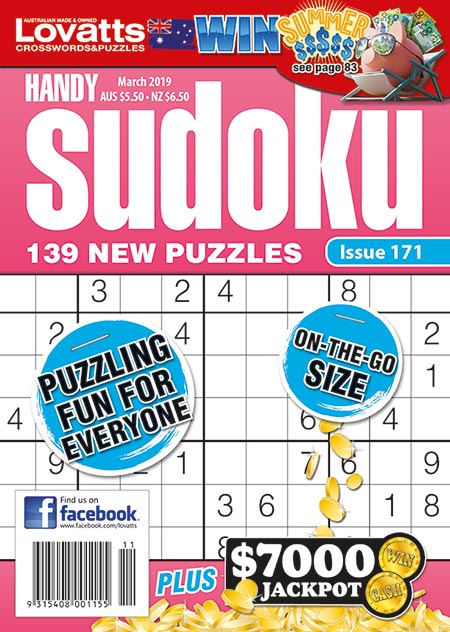 AUSTRALIAN MADE & OWNED
Lovatts
CROSSWORDS&PUZZLES
WIN
SUMMER
$$$$$
see page 83
HANDY
March 2019
AUS $5.50 • NZ $6.50
sudoku
139 NEW PUZZLES
Issue 171
3 2 4 8
2 4 2
1
4 6
9 2 1 7 6 9
3 6 1 8
8
PUZZLING
FUN FOR
EVERYONE
ON-THE-GO
SIZE
Find us on
facebook
www.facebook.com/lovatts
11
9 315408 001155
PLUS
$7000
JACKPOT
WIN
CASH